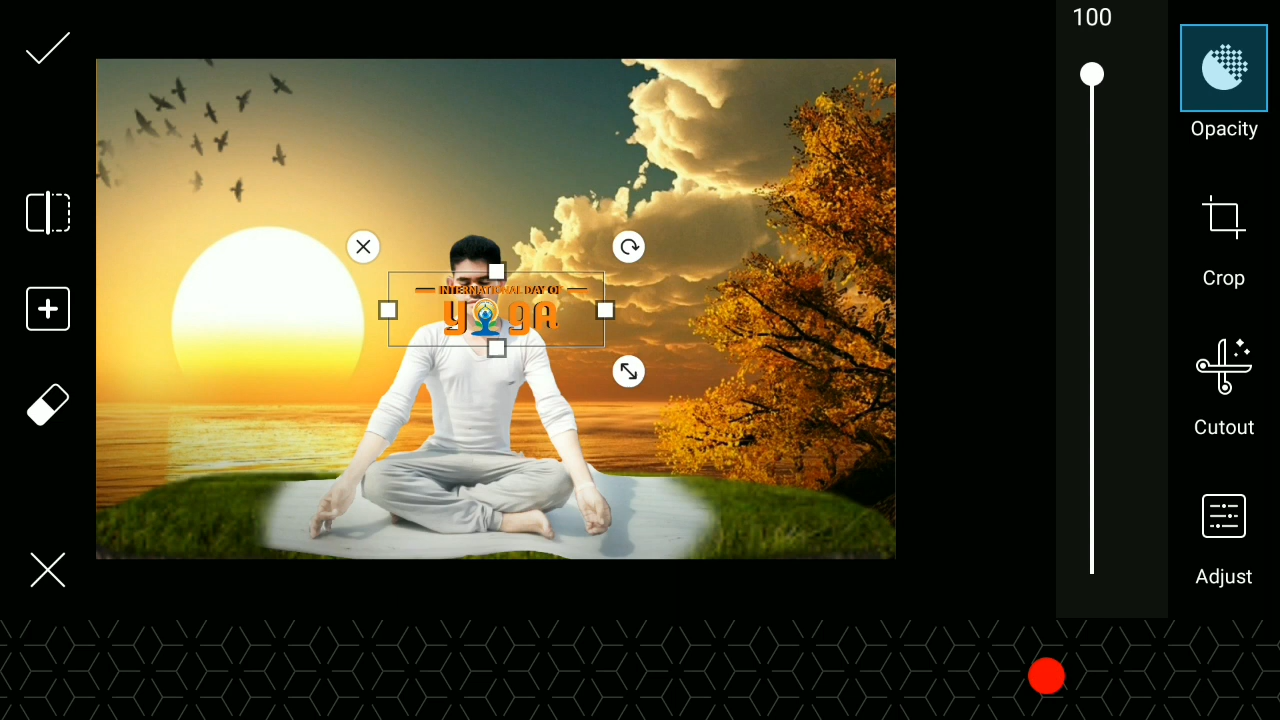 100
Opacity
INTERNATIONAL DAY OF
yogA
Crop
Cutout
Adjust